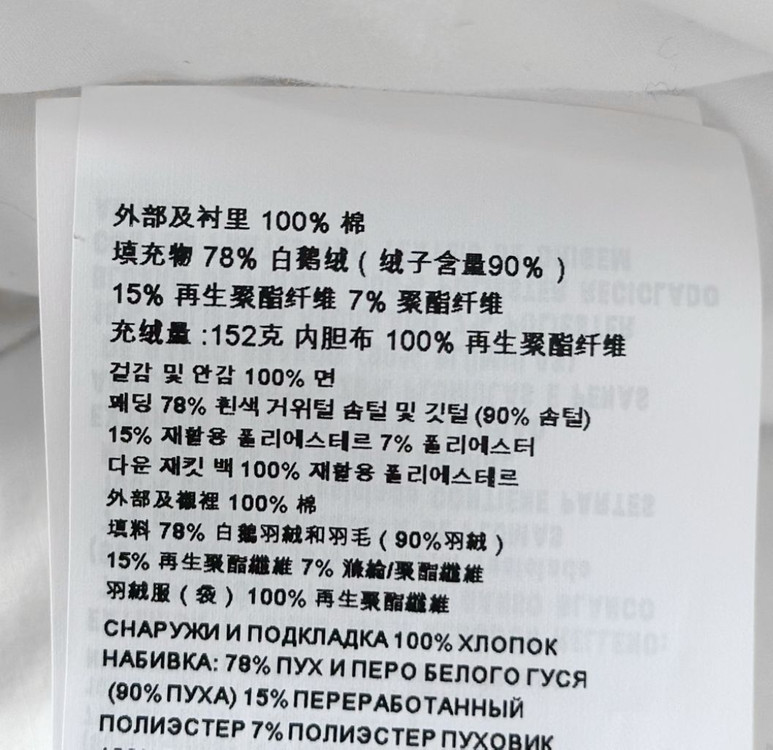 外部及衬里 100% 棉
填充物 78% 白鹅绒 ( 绒子含量90% )
15% 再生聚酯纤维 7% 聚酯纤维
充绒量 :152克 内胆布 100% 再生聚酯纤维
겉감 및 안감 100% 면
패딩 78% 흰색 거위털 솜털 및 깃털 (90% 솜털)
15% 재활용 폴리에스테르 7% 폴리에스터
다운 재킷 백 100% 재활용 폴리에스테르
外部及襯裡 100% 棉
填料 78% 白鵝羽絨和羽毛 ( 90%羽絨 )
15% 再生聚酯纖維 7% 滌綸/聚酯纖維
羽絨服 ( 袋 ) 100% 再生聚酯纖維
СНАРУЖИ И ПОДКЛАДКА 100% ХЛОПОК
НАБИВКА: 78% ПУХ И ПЕРО БЕЛОГО ГУСЯ
(90% ПУХА) 15% ПЕРЕРАБОТАННЫЙ
ПОЛИЭСТЕР 7% ПОЛИЭСТЕР ПУХОВИК